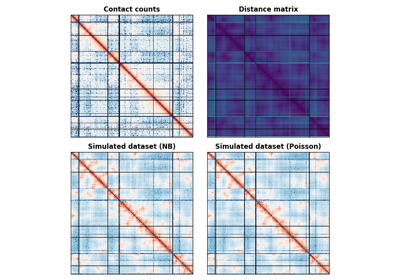 Contact counts
Distance matrix
Simulated dataset (NB)
Simulated dataset (Poisson)